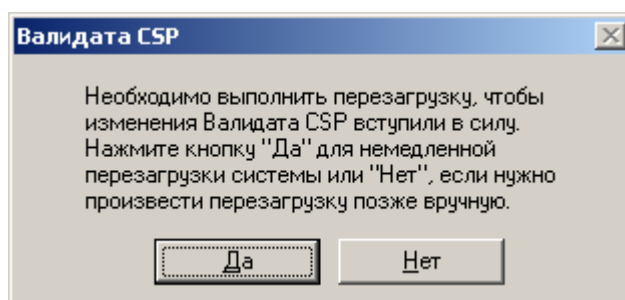 Валидата CSP
Необходимо выполнить перезагрузку, чтобы
изменения Валидата CSP вступили в силу.
Нажмите кнопку "Да" для немедленной
перезагрузки системы или "Нет", если нужно
произвести перезагрузку позже вручную.
Да
Нет